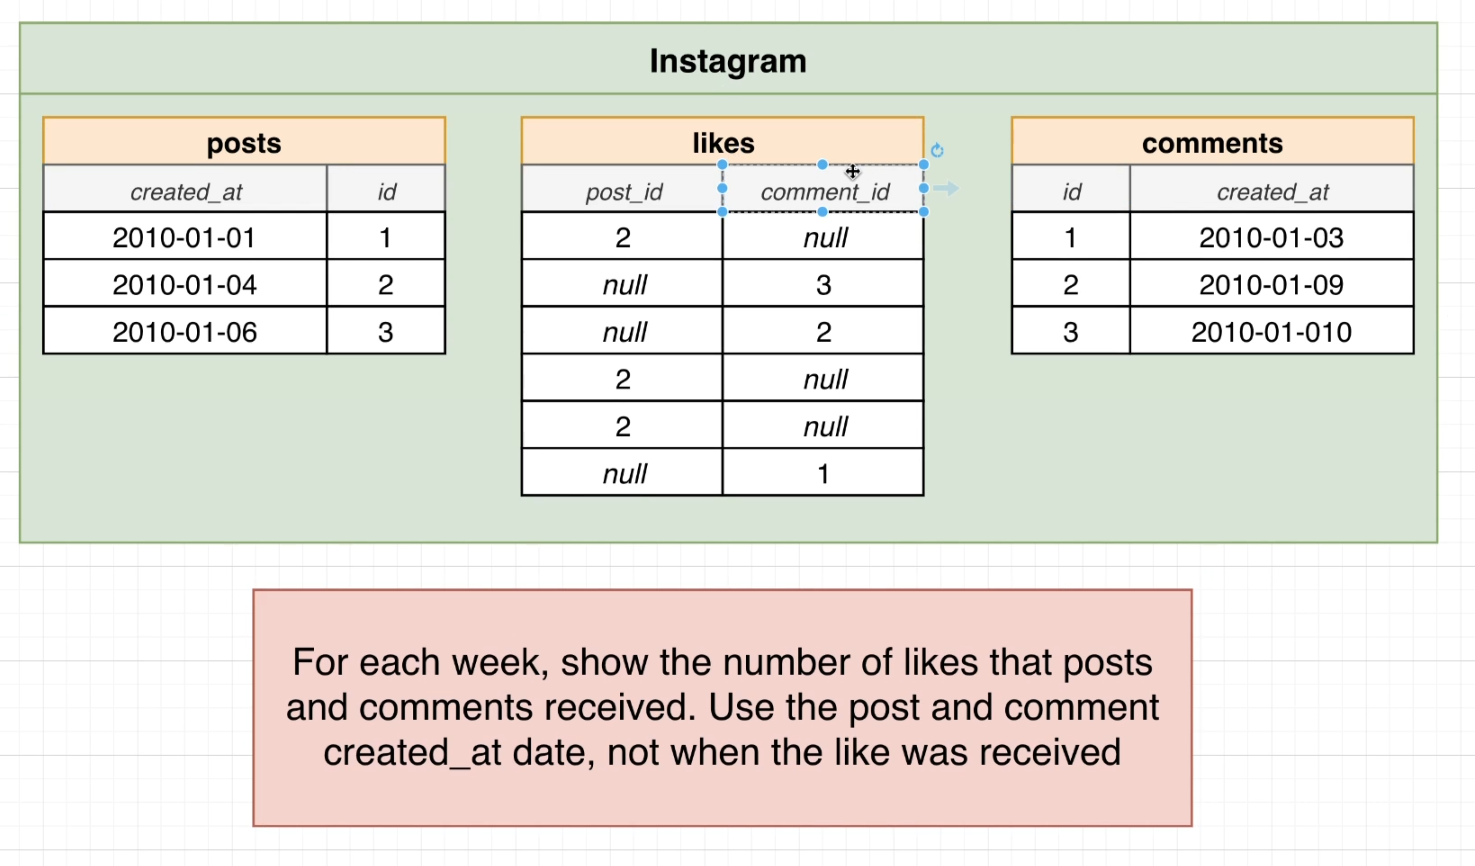 Instagram
posts
created_at id
2010-01-01 1
2010-01-04 2
2010-01-06 3
likes
post_id comment_id
2 null
null 3
null 2
2 null
2 null
null 1
comments
id created_at
1 2010-01-03
2 2010-01-09
3 2010-01-010
For each week, show the number of likes that posts
and comments received. Use the post and comment
created_at date, not when the like was received